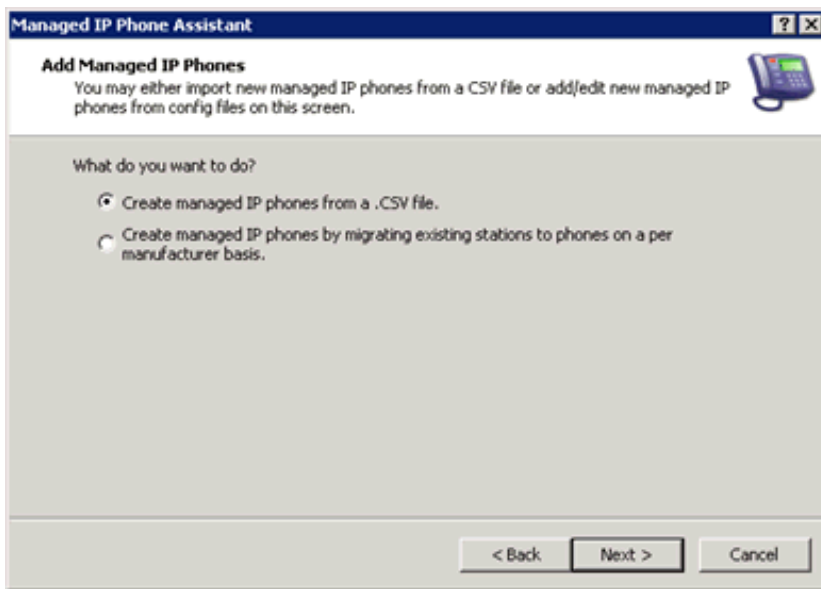 Managed IP Phone Assistant
Add Managed IP Phones
You may either import new managed IP phones from a CSV file or add/edit new managed IP
phones from config files on this screen.
What do you want to do?
Create managed IP phones from a .CSV file.
Create managed IP phones by migrating existing stations to phones on a per
manufacturer basis.
< Back
Next >
Cancel